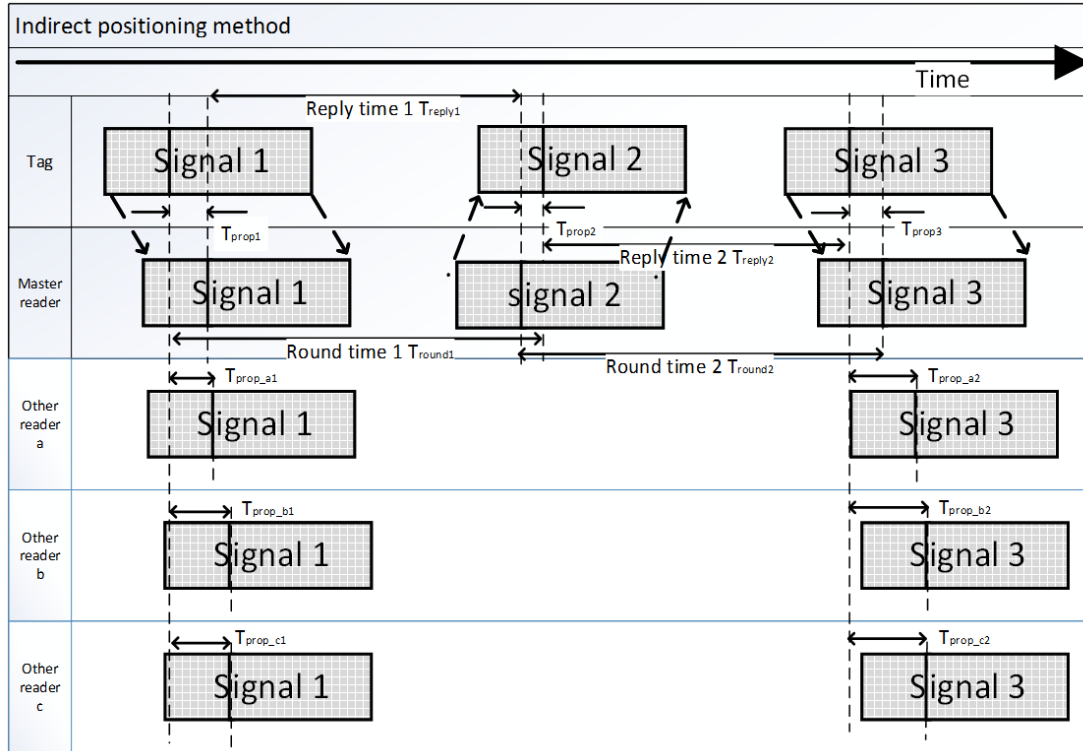 Indirect positioning method
Time
Reply time 1 Treply1
Tag
Signal 1
Signal 2
Signal 3
Tprop1
Tprop2
Tprop3
Reply time 2 Treply2
Master
reader
Signal 1
signal 2
Signal 3
Round time 1 Tround1
Round time 2 Tround2
Tprop_a1
Tprop_a2
Other
reader
a
Signal 1
Signal 3
Tprop_b1
Tprop_b2
Other
reader
b
Signal 1
Signal 3
Tprop_c1
Tprop_c2
Other
reader
c
Signal 1
Signal 3